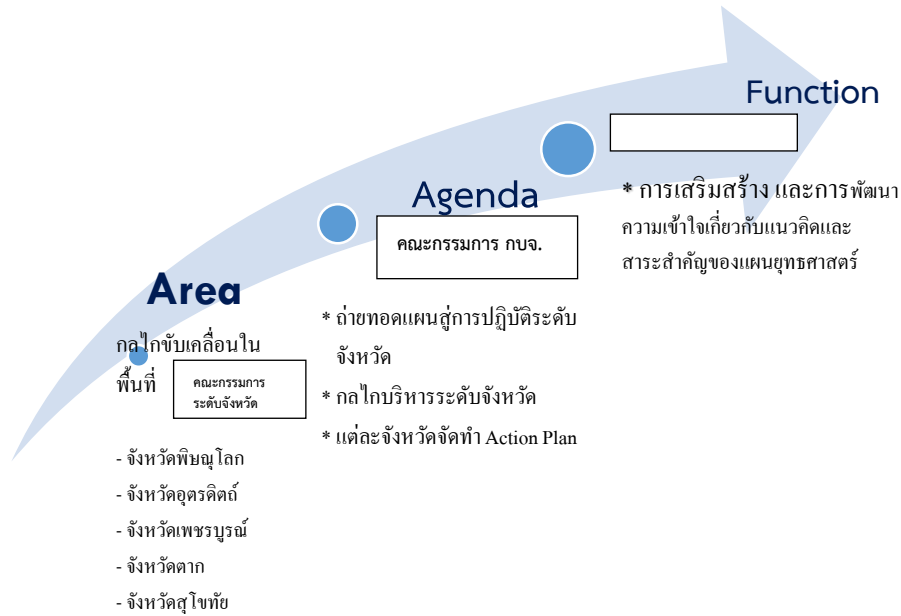 Function
* การเสริมสร้าง และการพัฒนา
ความเข้าใจเกี่ยวกับแนวคิดและ
สาระสำคัญของแผนยุทธศาสตร์
Agenda
คณะกรรมการ กบจ.
* ถ่ายทอดแผนสู่การปฏิบัติระดับ
จังหวัด
* กลไกบริหารระดับจังหวัด
* แต่ละจังหวัดจัดทำ Action Plan
Area
กลไกขับเคลื่อนใน
พื้นที่
คณะกรรมการ
ระดับจังหวัด
- จังหวัดพิษณุโลก
- จังหวัดอุตรดิตถ์
- จังหวัดเพชรบูรณ์
- จังหวัดตาก
- จังหวัดสุโขทัย